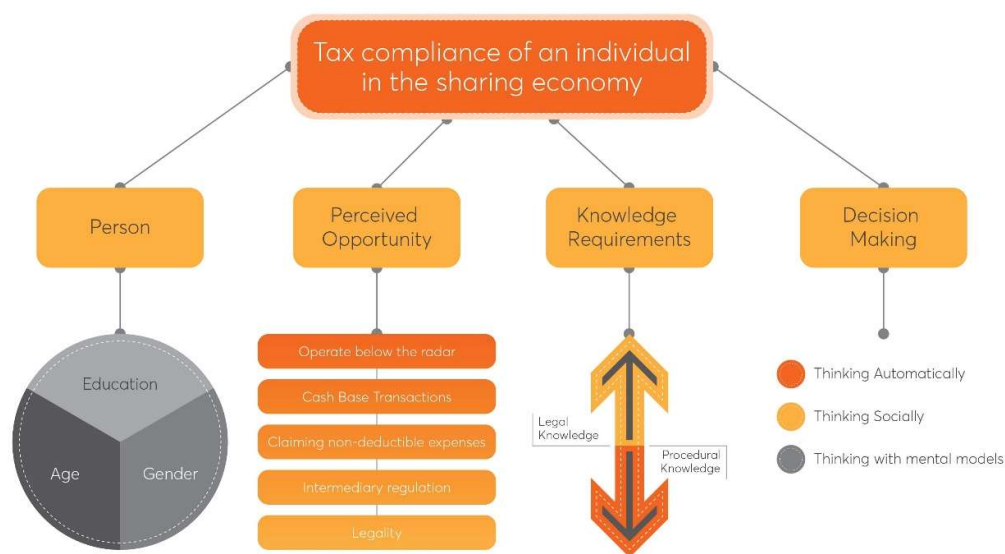 Tax compliance of an individual
in the sharing economy
Person
Perceived
Opportunity
Knowledge
Requirements
Decision
Making
Education
Age
Gender
Operate below the radar
Cash Base Transactions
Claiming non-deductible expenses
Intermediary regulation
Legality
Legal
Knowledge
Procedural
Knowledge
Thinking Automatically
Thinking Socially
Thinking with mental models